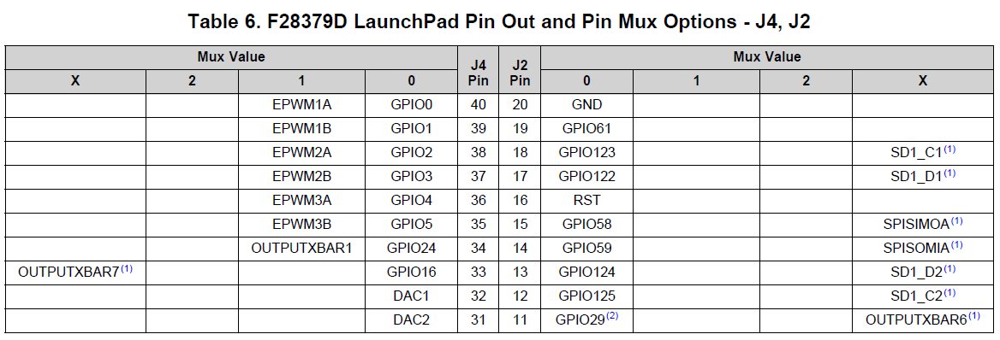 Table 6. F28379D LaunchPad Pin Out and Pin Mux Options - J4, J2
Mux Value J4 Pin J2 Pin Mux Value
X 2 1 0 0 1 2 X
EPWM1A GPIO0 40 20 GND
EPWM1B GPIO1 39 19 GPIO61
EPWM2A GPIO2 38 18 GPIO123 SD1_C1(1)
EPWM2B GPIO3 37 17 GPIO122 SD1_D1(1)
EPWM3A GPIO4 36 16 RST
EPWM3B GPIO5 35 15 GPIO58 SPISIMOA(1)
OUTPUTXBAR1 GPIO24 34 14 GPIO59 SPISOMIA(1)
OUTPUTXBAR7(1) GPIO16 33 13 GPIO124 SD1_D2(1)
DAC1 32 12 GPIO125 SD1_C2(1)
DAC2 31 11 GPIO29(2) OUTPUTXBAR6(1)